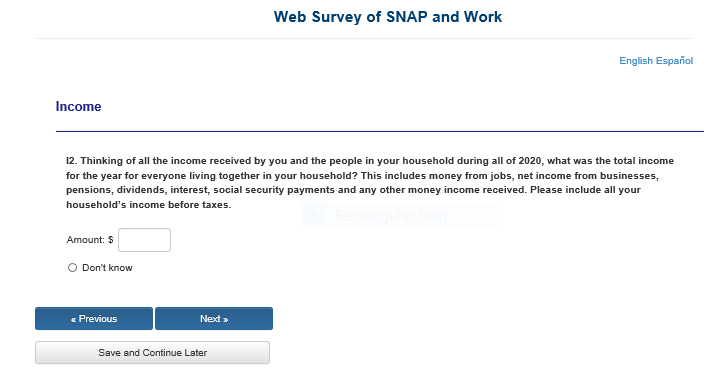 Web Survey of SNAP and Work
English Español
Income
I2. Thinking of all the income received by you and the people in your household during all of 2020, what was the total income
for the year for everyone living together in your household? This includes money from jobs, net income from businesses,
pensions, dividends, interest, social security payments and any other money income received. Please include all your
household's income before taxes.
Rectangular Snip
Amount: $
Don't know
« Previous
Next »
Save and Continue Later